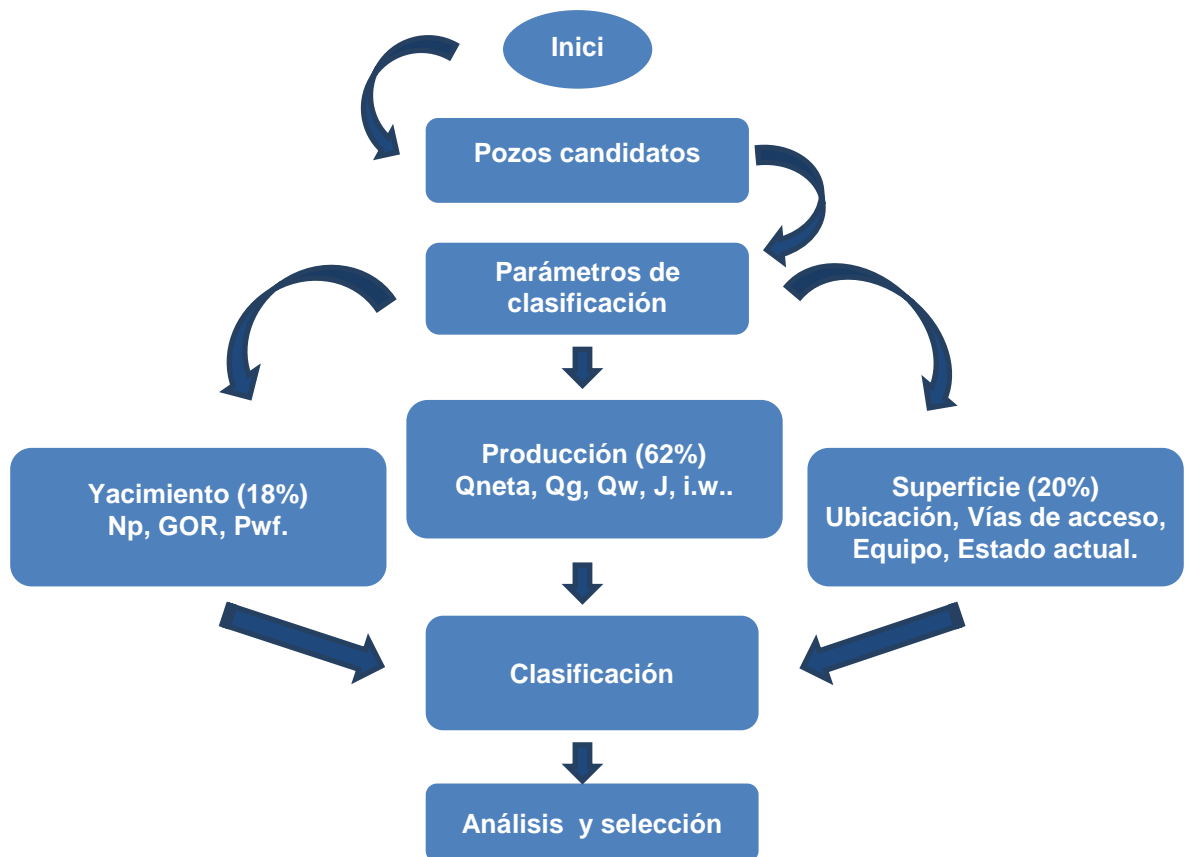 Inici
Pozos candidatos
Parámetros de
clasificación
Yacimiento (18%)
Np, GOR, Pwf.
Producción (62%)
Qneta, Qg, Qw, J, i.w..
Superficie (20%)
Ubicación, Vías de acceso,
Equipo, Estado actual.
Clasificación
Análisis y selección